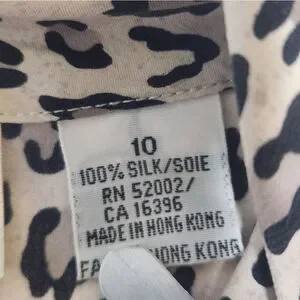 10
100% SILK/SOIE
RN 52002/
CA 16396
MADE IN HONG KONG
HONG KONG